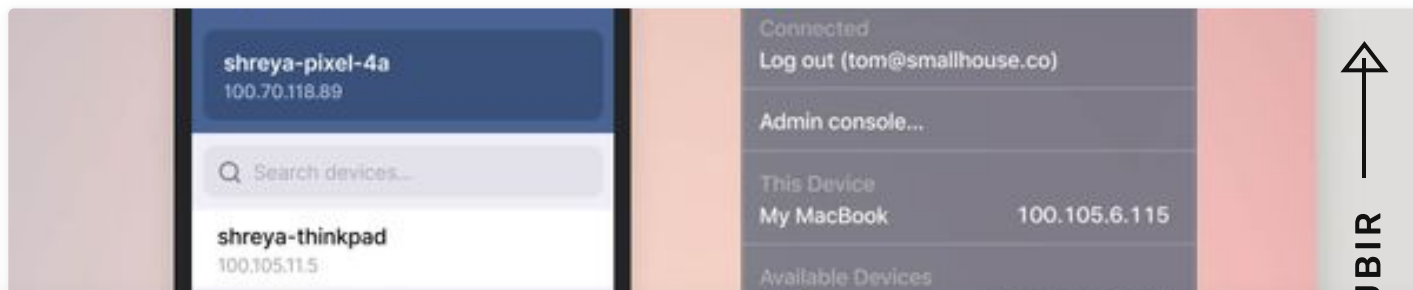 shreya-pixel-4a
100.70.118.89
Search devices...
shreya-thinkpad
100.105.11.5
Connected
Log out (tom@smallhouse.co)
Admin console...
This Device
My MacBook 100.105.6.115
Available Devices